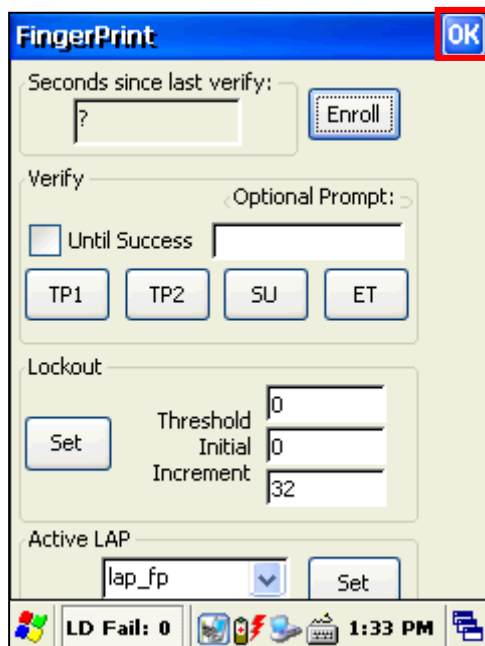 FingerPrint OK
Seconds since last verify:
?
Enroll
Verify
Optional Prompt:
Until Success
TP1 TP2 SU ET
Lockout
Set
Threshold 0
Initial 0
Increment 32
Active LAP
lap_fp Set
LD Fail: 0 1:33 PM